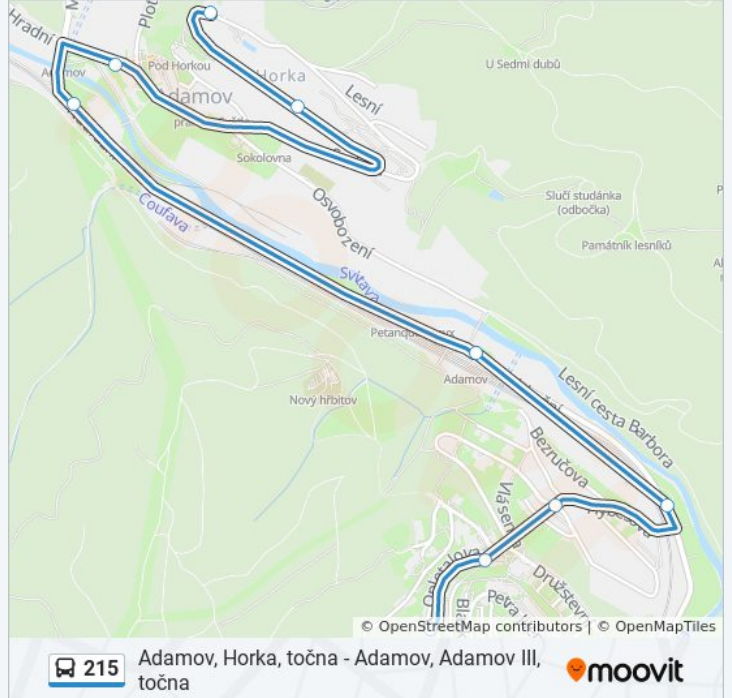 Hradní
Plot
Adamov
Pod Horkou
Horka
Adamov
Lesní
U Sedmi dubů
Sokolovna
Osvobození
Slučí studánka
(odbočka)
Památník lesníků
Coufava
Svitava
Adamov
Nový hřbitov
Lesní cesta Barbora
Bezručova
Vlásenka
Opletalova
Družstevní
Petra
© OpenStreetMap contributors | © OpenMapTiles
215
Adamov, Horka, točna - Adamov, Adamov III,
točna
moovit